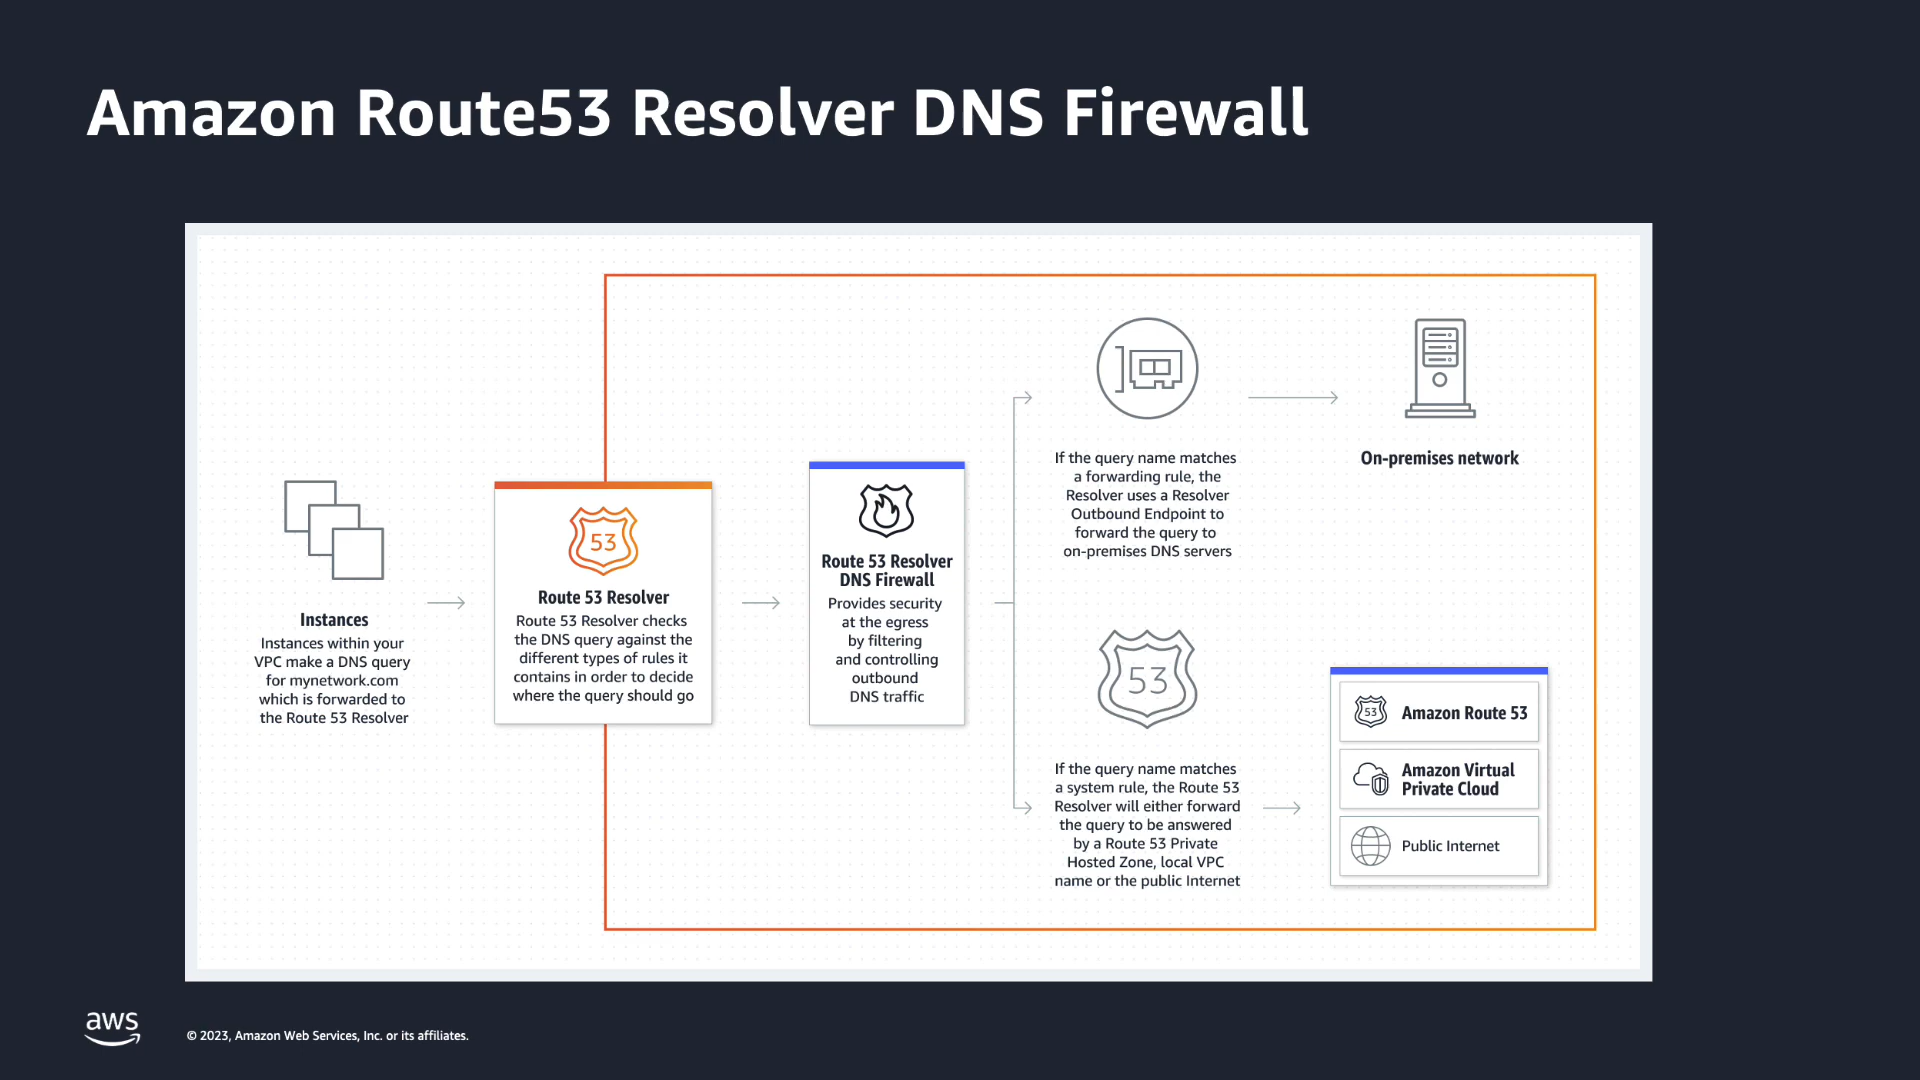 Amazon Route53 Resolver DNS Firewall
Instances
Instances within your
VPC make a DNS query
for mynetwork.com
which is forwarded to
the Route 53 Resolver
53
Route 53 Resolver
Route 53 Resolver checks
the DNS query against the
different types of rules it
contains in order to decide
where the query should go
Route 53 Resolver
DNS Firewall
Provides security
at the egress
by filtering
and controlling
outbound
DNS traffic
If the query name matches
a forwarding rule, the
Resolver uses a Resolver
Outbound Endpoint to
forward the query to
on-premises DNS servers
On-premises network
53
If the query name matches
a system rule, the Route 53
Resolver will either forward
the query to be answered
by a Route 53 Private
Hosted Zone, local VPC
name or the public Internet
53
Amazon Route 53
Amazon Virtual
Private Cloud
Public Internet
aws
© 2023, Amazon Web Services, Inc. or its affiliates.